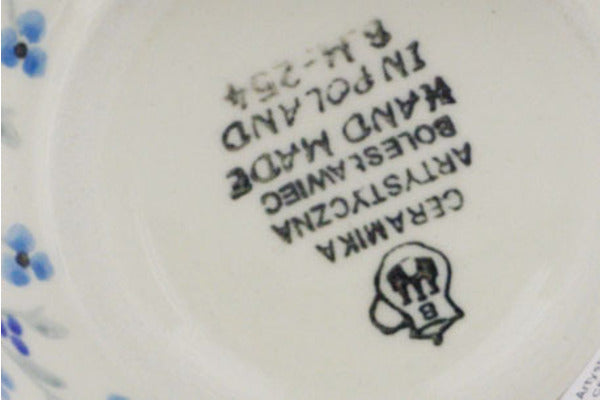 B
CERAMIKA
ARTYSTYCZNA
BOLESŁAWIEC
HAND MADE
IN POLAND